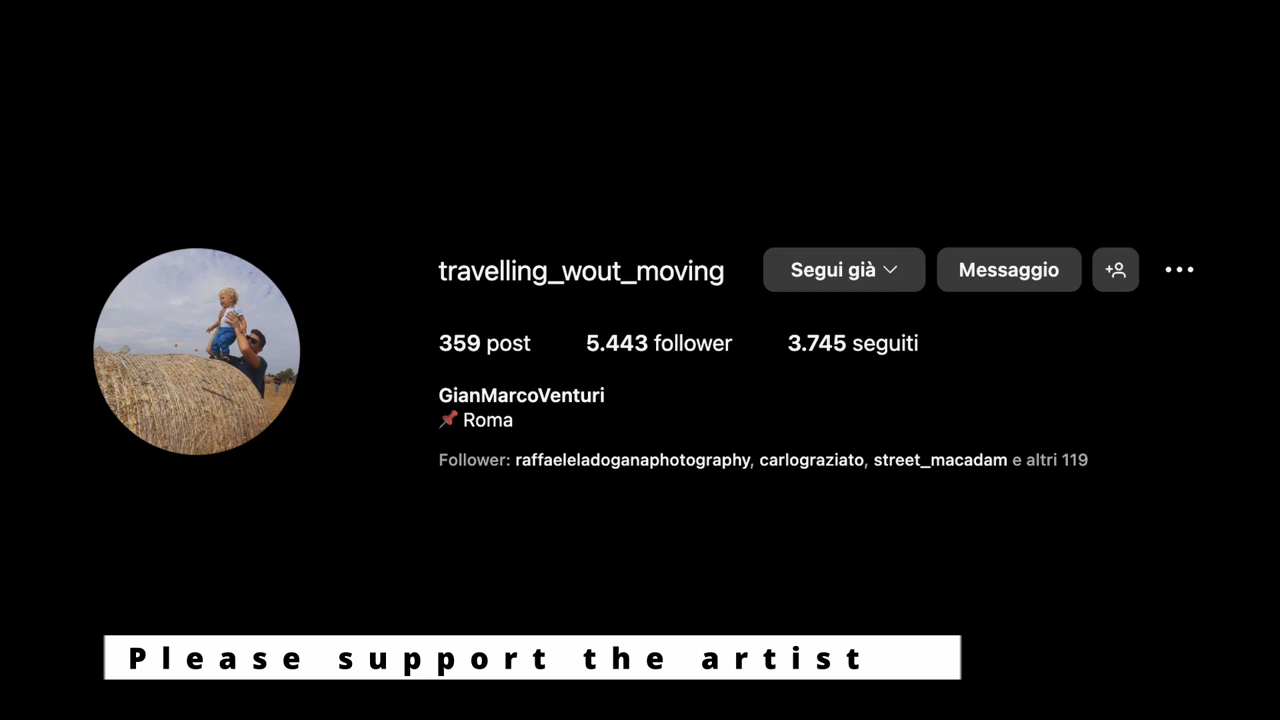 travelling_wout_moving Segui già Messaggio
359 post 5.443 follower 3.745 seguiti
GianMarcoVenturi
📌 Roma
Follower: raffaeleladoganaphotography, carlograziato, street_macadam e altri 119
Please support the artist